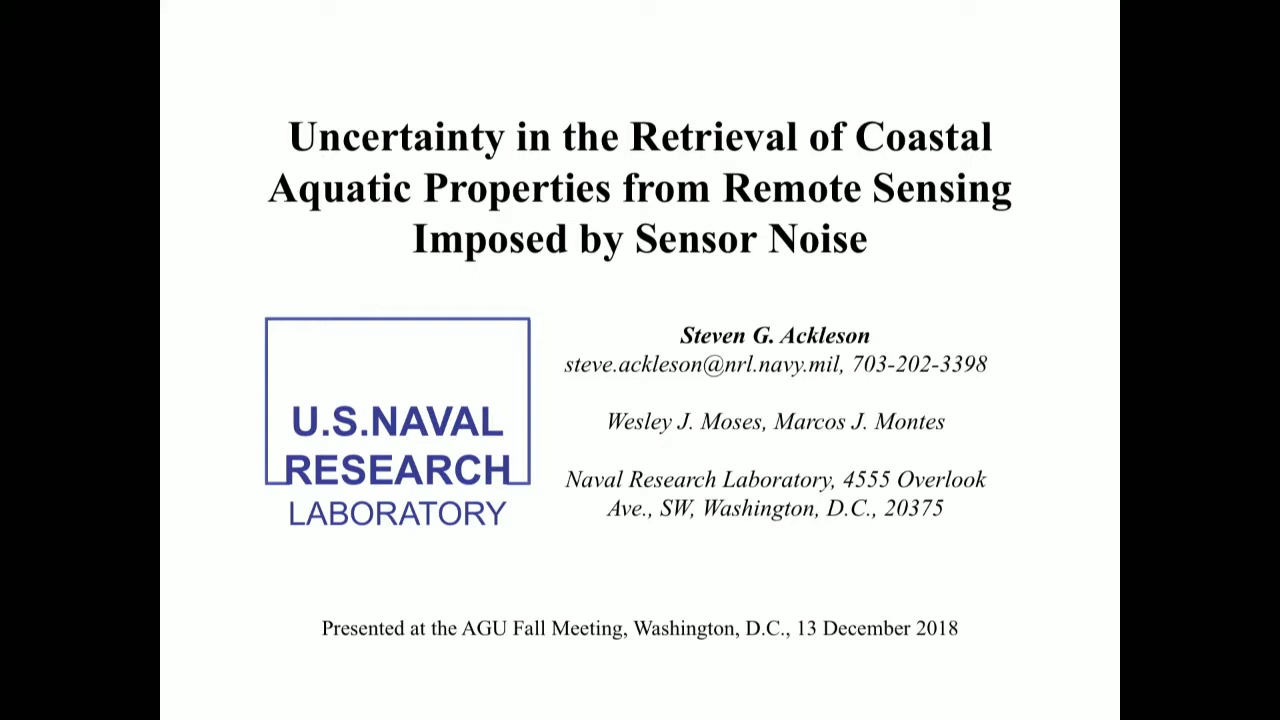 Uncertainty in the Retrieval of Coastal
Aquatic Properties from Remote Sensing
Imposed by Sensor Noise
U.S.NAVAL
RESEARCH
LABORATORY
Steven G. Ackleson
steve.ackleson@nrl.navy.mil, 703-202-3398
Wesley J. Moses, Marcos J. Montes
Naval Research Laboratory, 4555 Overlook
Ave., SW, Washington, D.C., 20375
Presented at the AGU Fall Meeting, Washington, D.C., 13 December 2018